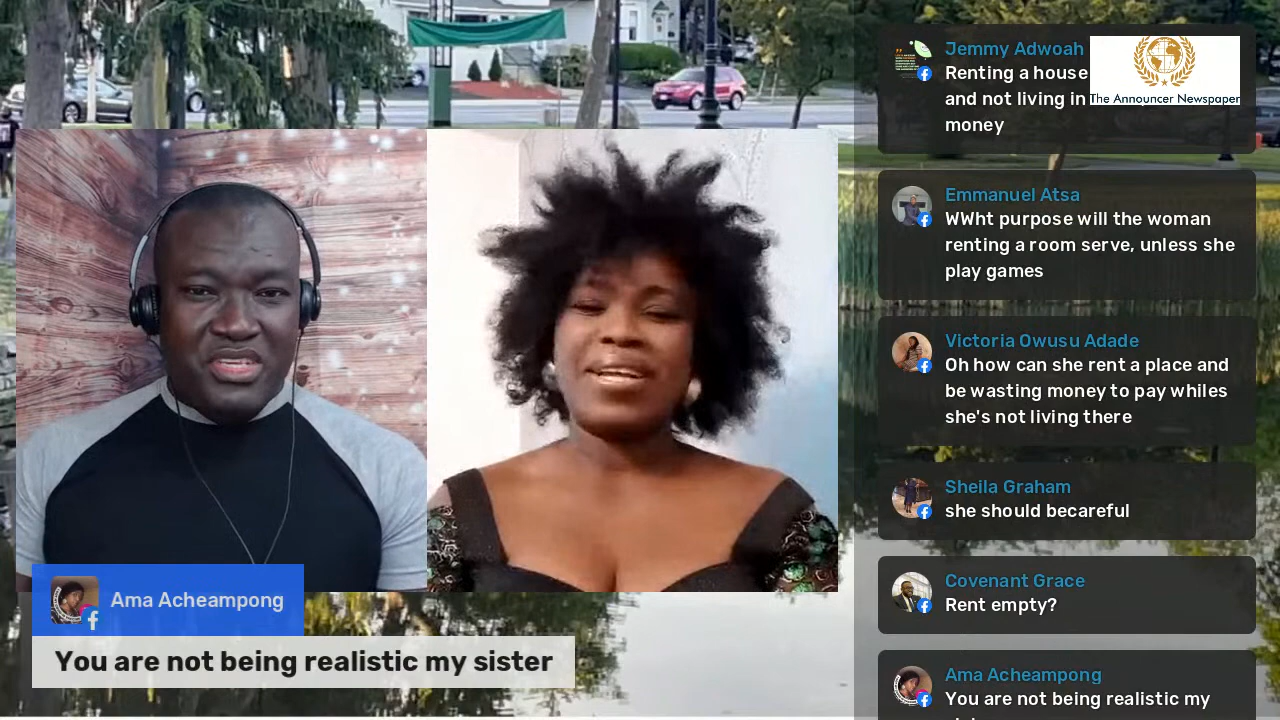 Jemmy Adwoah
Renting a house
and not living in
money
The Announcer Newspaper
Emmanuel Atsa
WWht purpose will the woman
renting a room serve, unless she
play games
Victoria Owusu Adade
Oh how can she rent a place and
be wasting money to pay whiles
she's not living there
Sheila Graham
she should becareful
Covenant Grace
Rent empty?
Ama Acheampong
You are not being realistic my
Ama Acheampong
You are not being realistic my sister